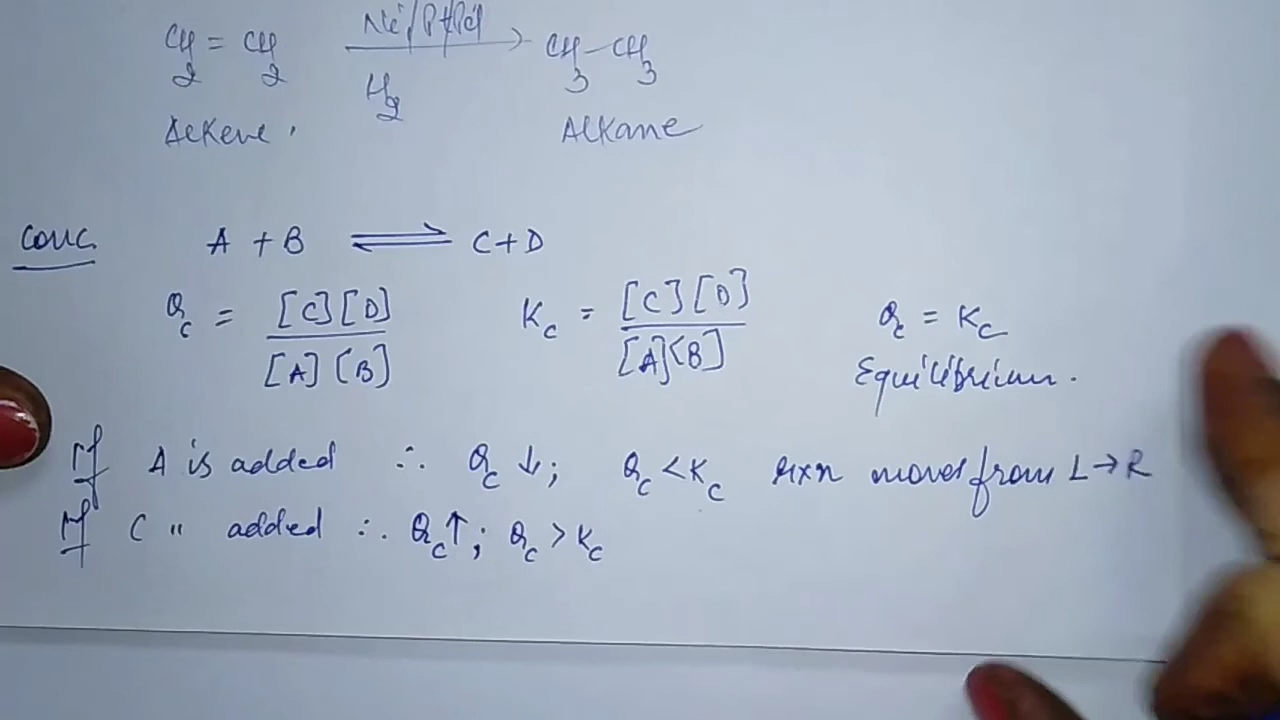 Ni/Pt/Pd
CH2 = CH2 → CH3-CH3
H2
Alkene. Alkane
Conc. A + B ⇌ C + D
Qc = [C][D] / [A][B] Kc = [C][D] / [A][B] Qc = Kc
Equilibrium.
If A is added ∴ Qc ↓; Qc < Kc rxn moves from L → R
If C " added ∴ Qc ↑; Qc > Kc